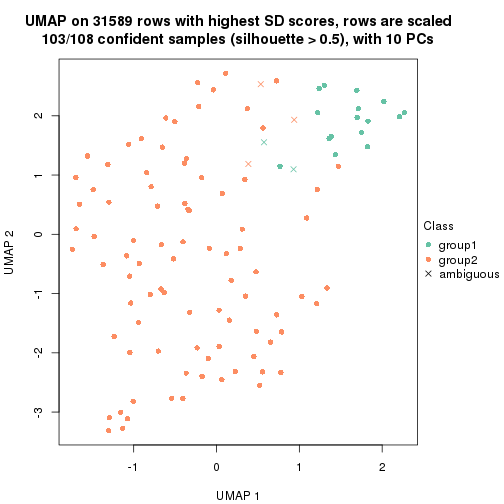 UMAP on 31589 rows with highest SD scores, rows are scaled
103/108 confident samples (silhouette > 0.5), with 10 PCs
2
1
0
-1
-2
-3
UMAP 2
-1
0
1
2
UMAP 1
Class
group1
group2
ambiguous